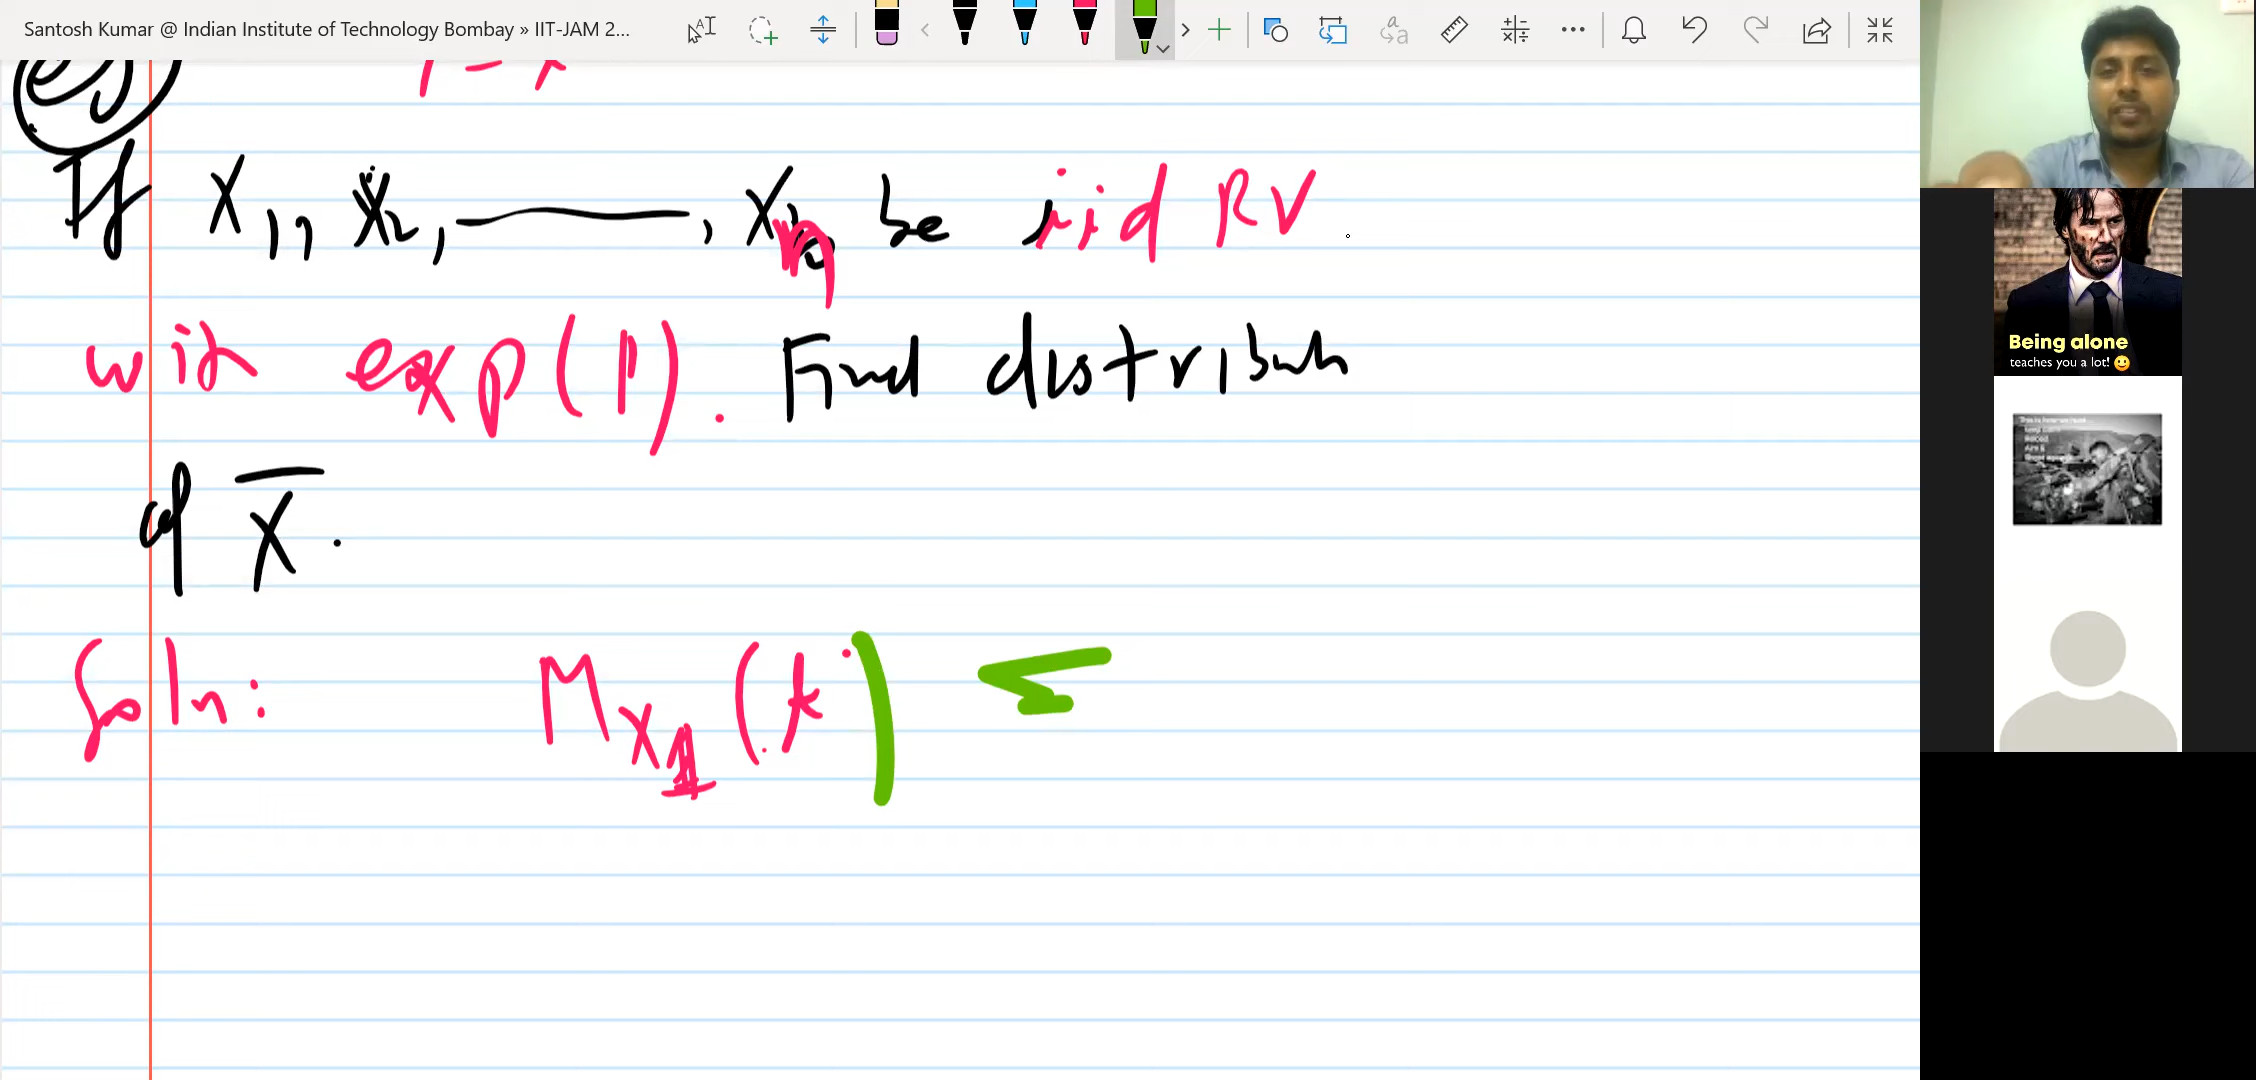 Santosh Kumar @ Indian Institute of Technology Bombay » IIT-JAM 2...
If X1, X2, ———, Xn be iid RV
with exp(1). Find distribution
of X̄.
Soln: M_X1(t) =
Being alone
teaches you a lot! 😀